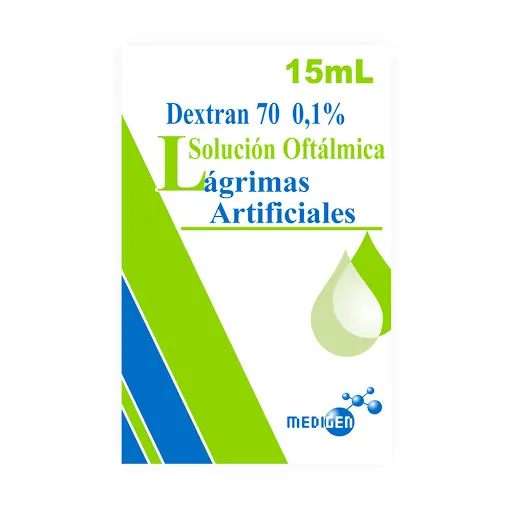 15mL
Dextran 70 0,1%
Solución Oftálmica
Lágrimas
Artificiales
MEDIGEN